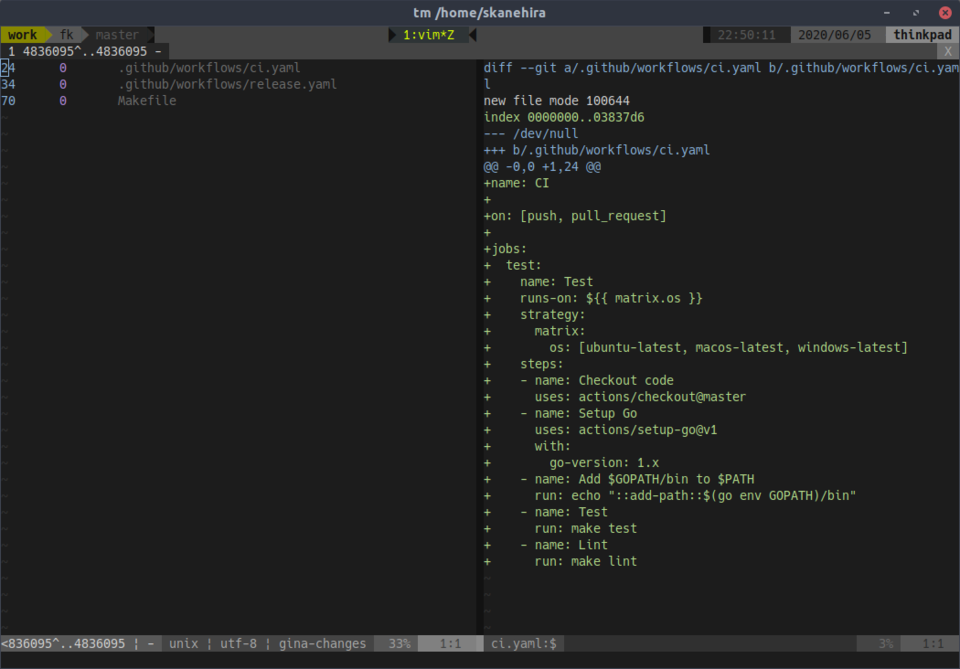 tm /home/skanehira
work fk master 1:vim*Z 22:50:11 2020/06/05 thinkpad
1 4836095^..4836095 - X
24 0 .github/workflows/ci.yaml
34 0 .github/workflows/release.yaml
70 0 Makefile
diff --git a/.github/workflows/ci.yaml b/.github/workflows/ci.yam
l
new file mode 100644
index 0000000..03837d6
--- /dev/null
+++ b/.github/workflows/ci.yaml
@@ -0,0 +1,24 @@
+name: CI
+
+on: [push, pull_request]
+
+jobs:
+  test:
+    name: Test
+    runs-on: ${{ matrix.os }}
+    strategy:
+      matrix:
+        os: [ubuntu-latest, macos-latest, windows-latest]
+    steps:
+    - name: Checkout code
+      uses: actions/checkout@master
+    - name: Setup Go
+      uses: actions/setup-go@v1
+      with:
+        go-version: 1.x
+    - name: Add $GOPATH/bin to $PATH
+      run: echo "::add-path::$(go env GOPATH)/bin"
+    - name: Test
+      run: make test
+    - name: Lint
+      run: make lint
<836095^..4836095 ¦ - unix ¦ utf-8 ¦ gina-changes 33% 1:1 ci.yaml:$ 3% 1:1